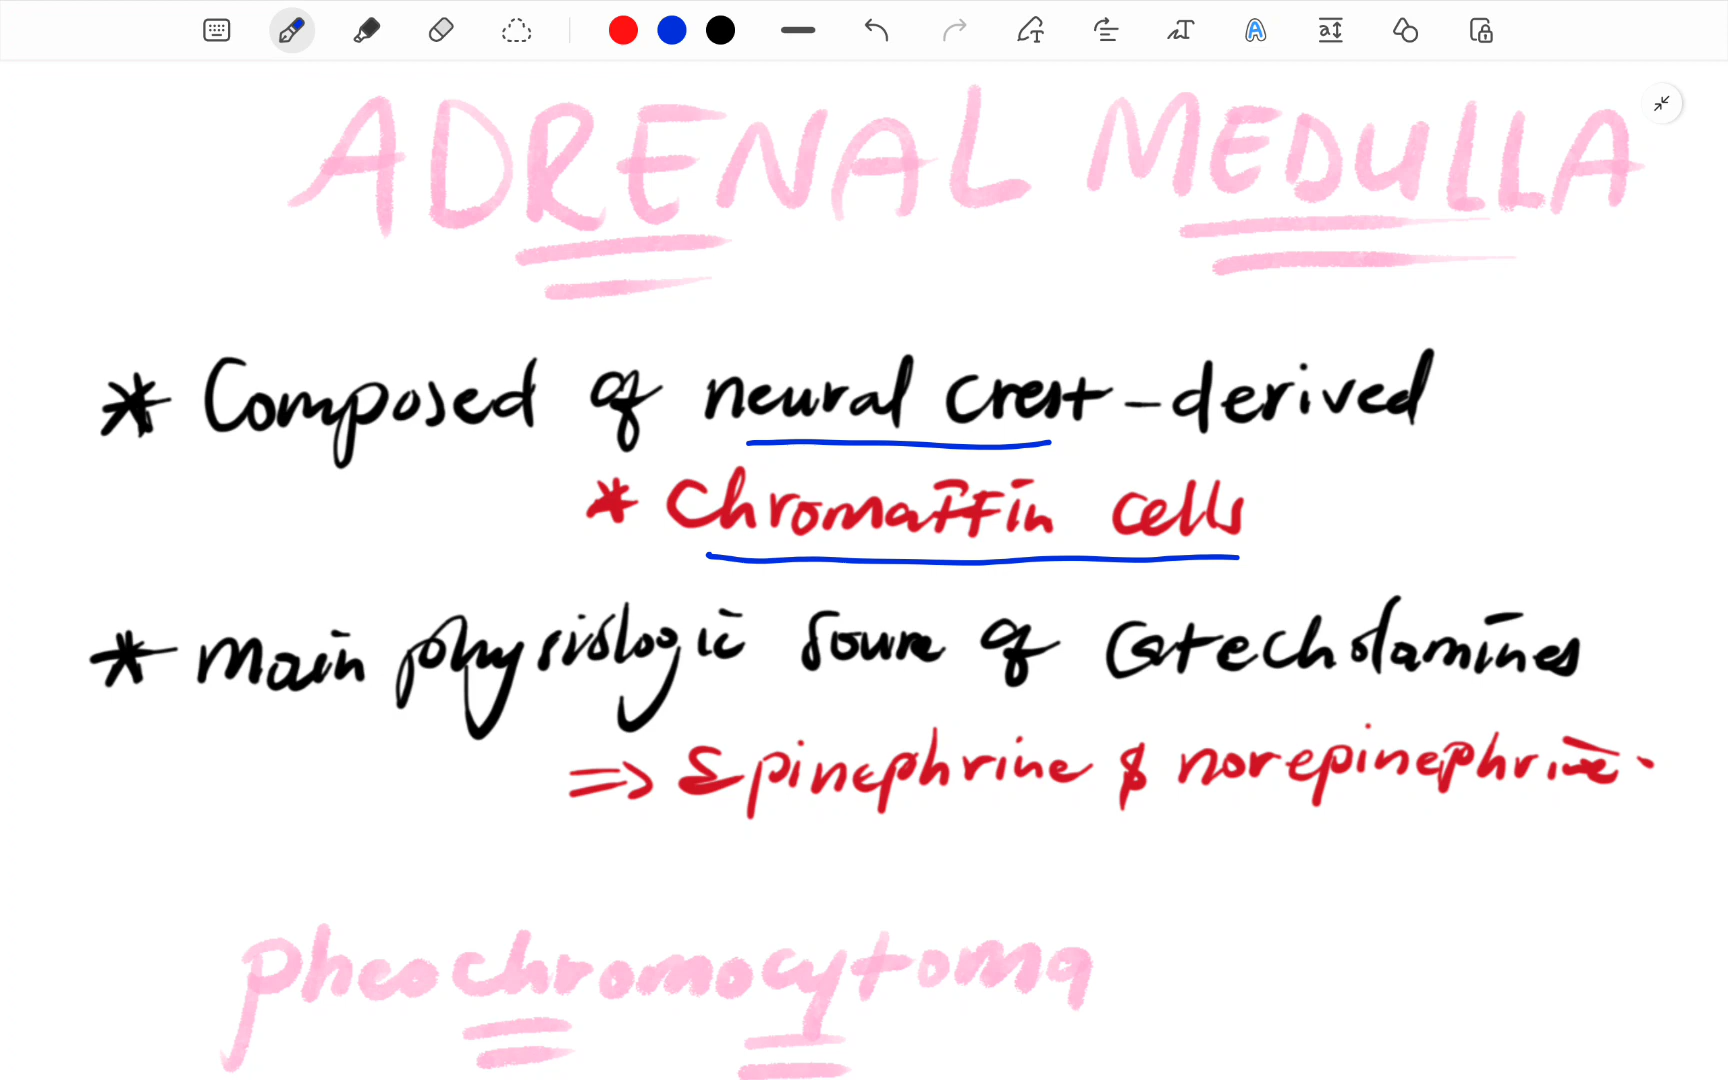 ADRENAL MEDULLA
* Composed of neural crest-derived
* Chromaffin cells
* Main physiologic source of Catecholamines
=> Epinephrine & norepinephrine.
pheochromocytoma